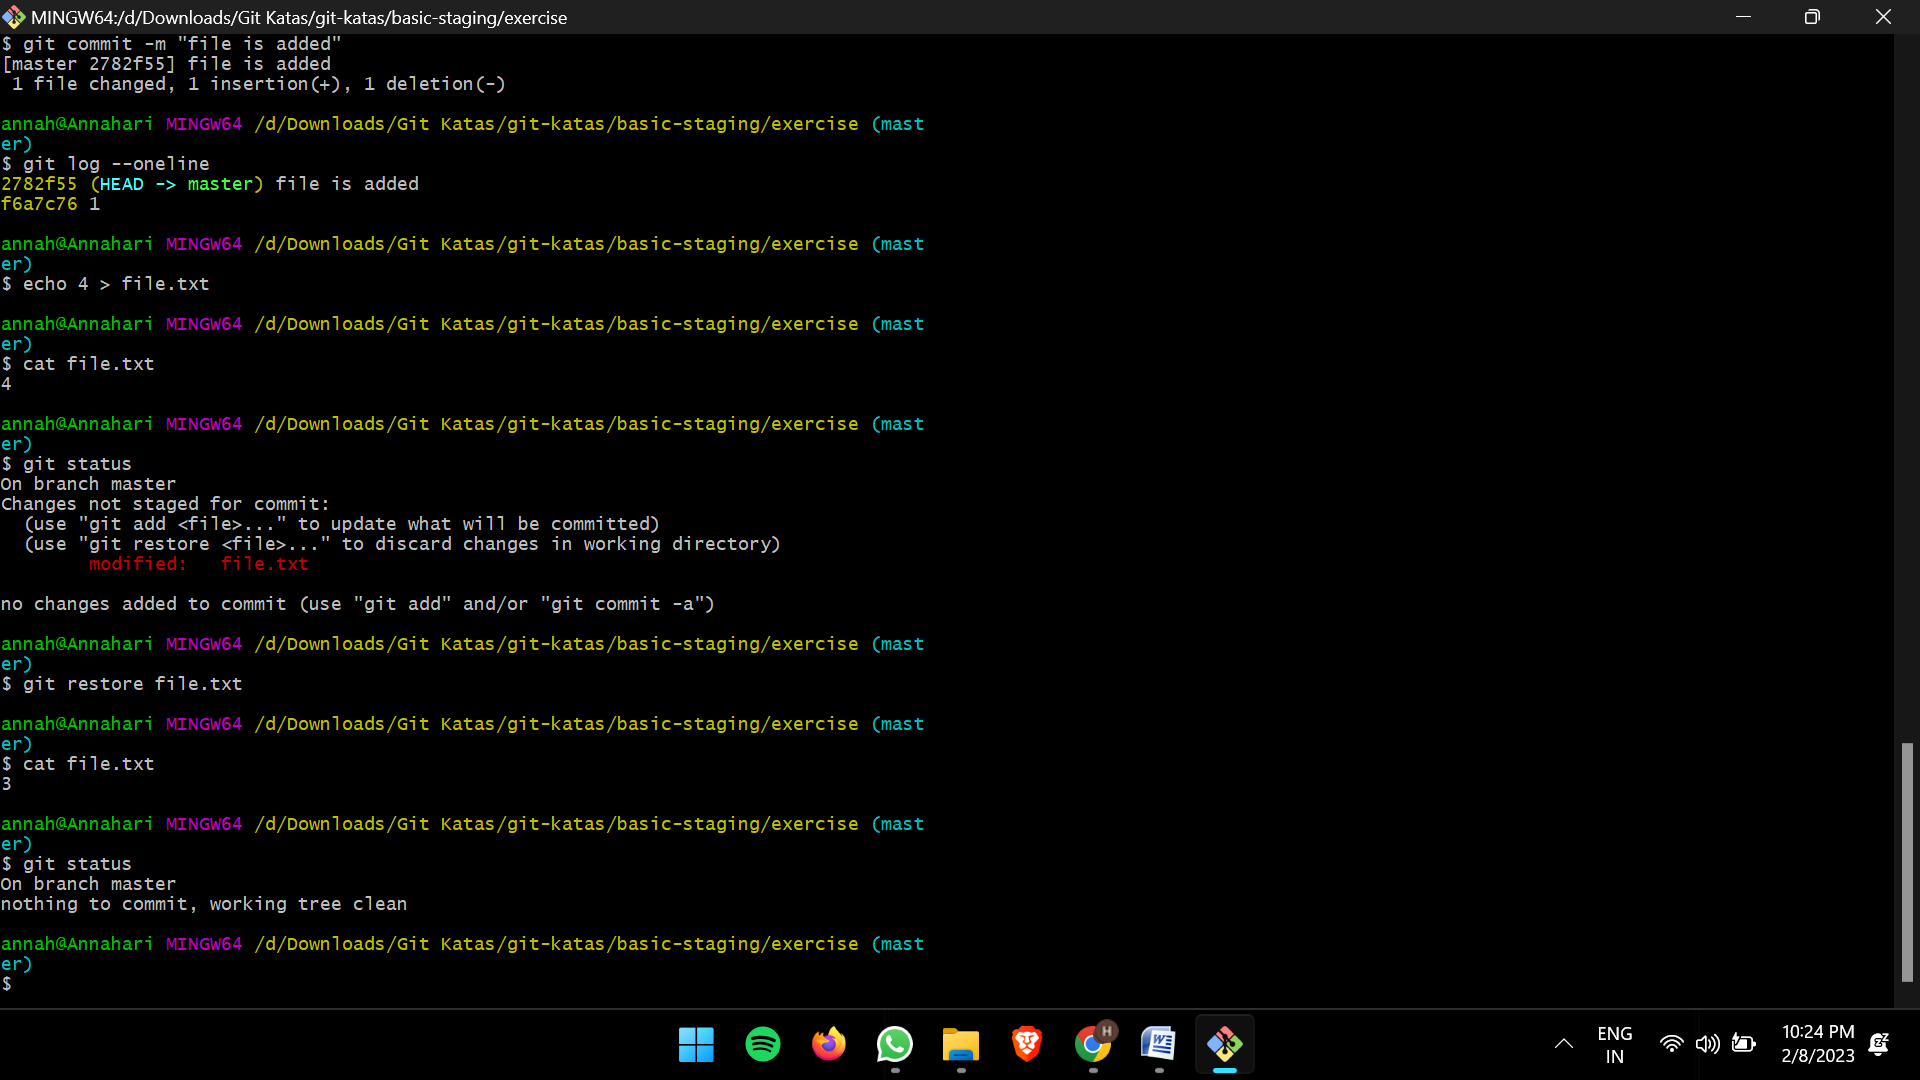 MINGW64:/d/Downloads/Git Katas/git-katas/basic-staging/exercise
$ git commit -m "file is added"
[master 2782f55] file is added
 1 file changed, 1 insertion(+), 1 deletion(-)
annah@Annahari MINGW64 /d/Downloads/Git Katas/git-katas/basic-staging/exercise (mast
er)
$ git log --oneline
2782f55 (HEAD -> master) file is added
f6a7c76 1
annah@Annahari MINGW64 /d/Downloads/Git Katas/git-katas/basic-staging/exercise (mast
er)
$ echo 4 > file.txt
annah@Annahari MINGW64 /d/Downloads/Git Katas/git-katas/basic-staging/exercise (mast
er)
$ cat file.txt
4
annah@Annahari MINGW64 /d/Downloads/Git Katas/git-katas/basic-staging/exercise (mast
er)
$ git status
On branch master
Changes not staged for commit:
  (use "git add <file>..." to update what will be committed)
  (use "git restore <file>..." to discard changes in working directory)
        modified:   file.txt
no changes added to commit (use "git add" and/or "git commit -a")
annah@Annahari MINGW64 /d/Downloads/Git Katas/git-katas/basic-staging/exercise (mast
er)
$ git restore file.txt
annah@Annahari MINGW64 /d/Downloads/Git Katas/git-katas/basic-staging/exercise (mast
er)
$ cat file.txt
3
annah@Annahari MINGW64 /d/Downloads/Git Katas/git-katas/basic-staging/exercise (mast
er)
$ git status
On branch master
nothing to commit, working tree clean
annah@Annahari MINGW64 /d/Downloads/Git Katas/git-katas/basic-staging/exercise (mast
er)
$
H
W
ENG
IN
10:24 PM
2/8/2023